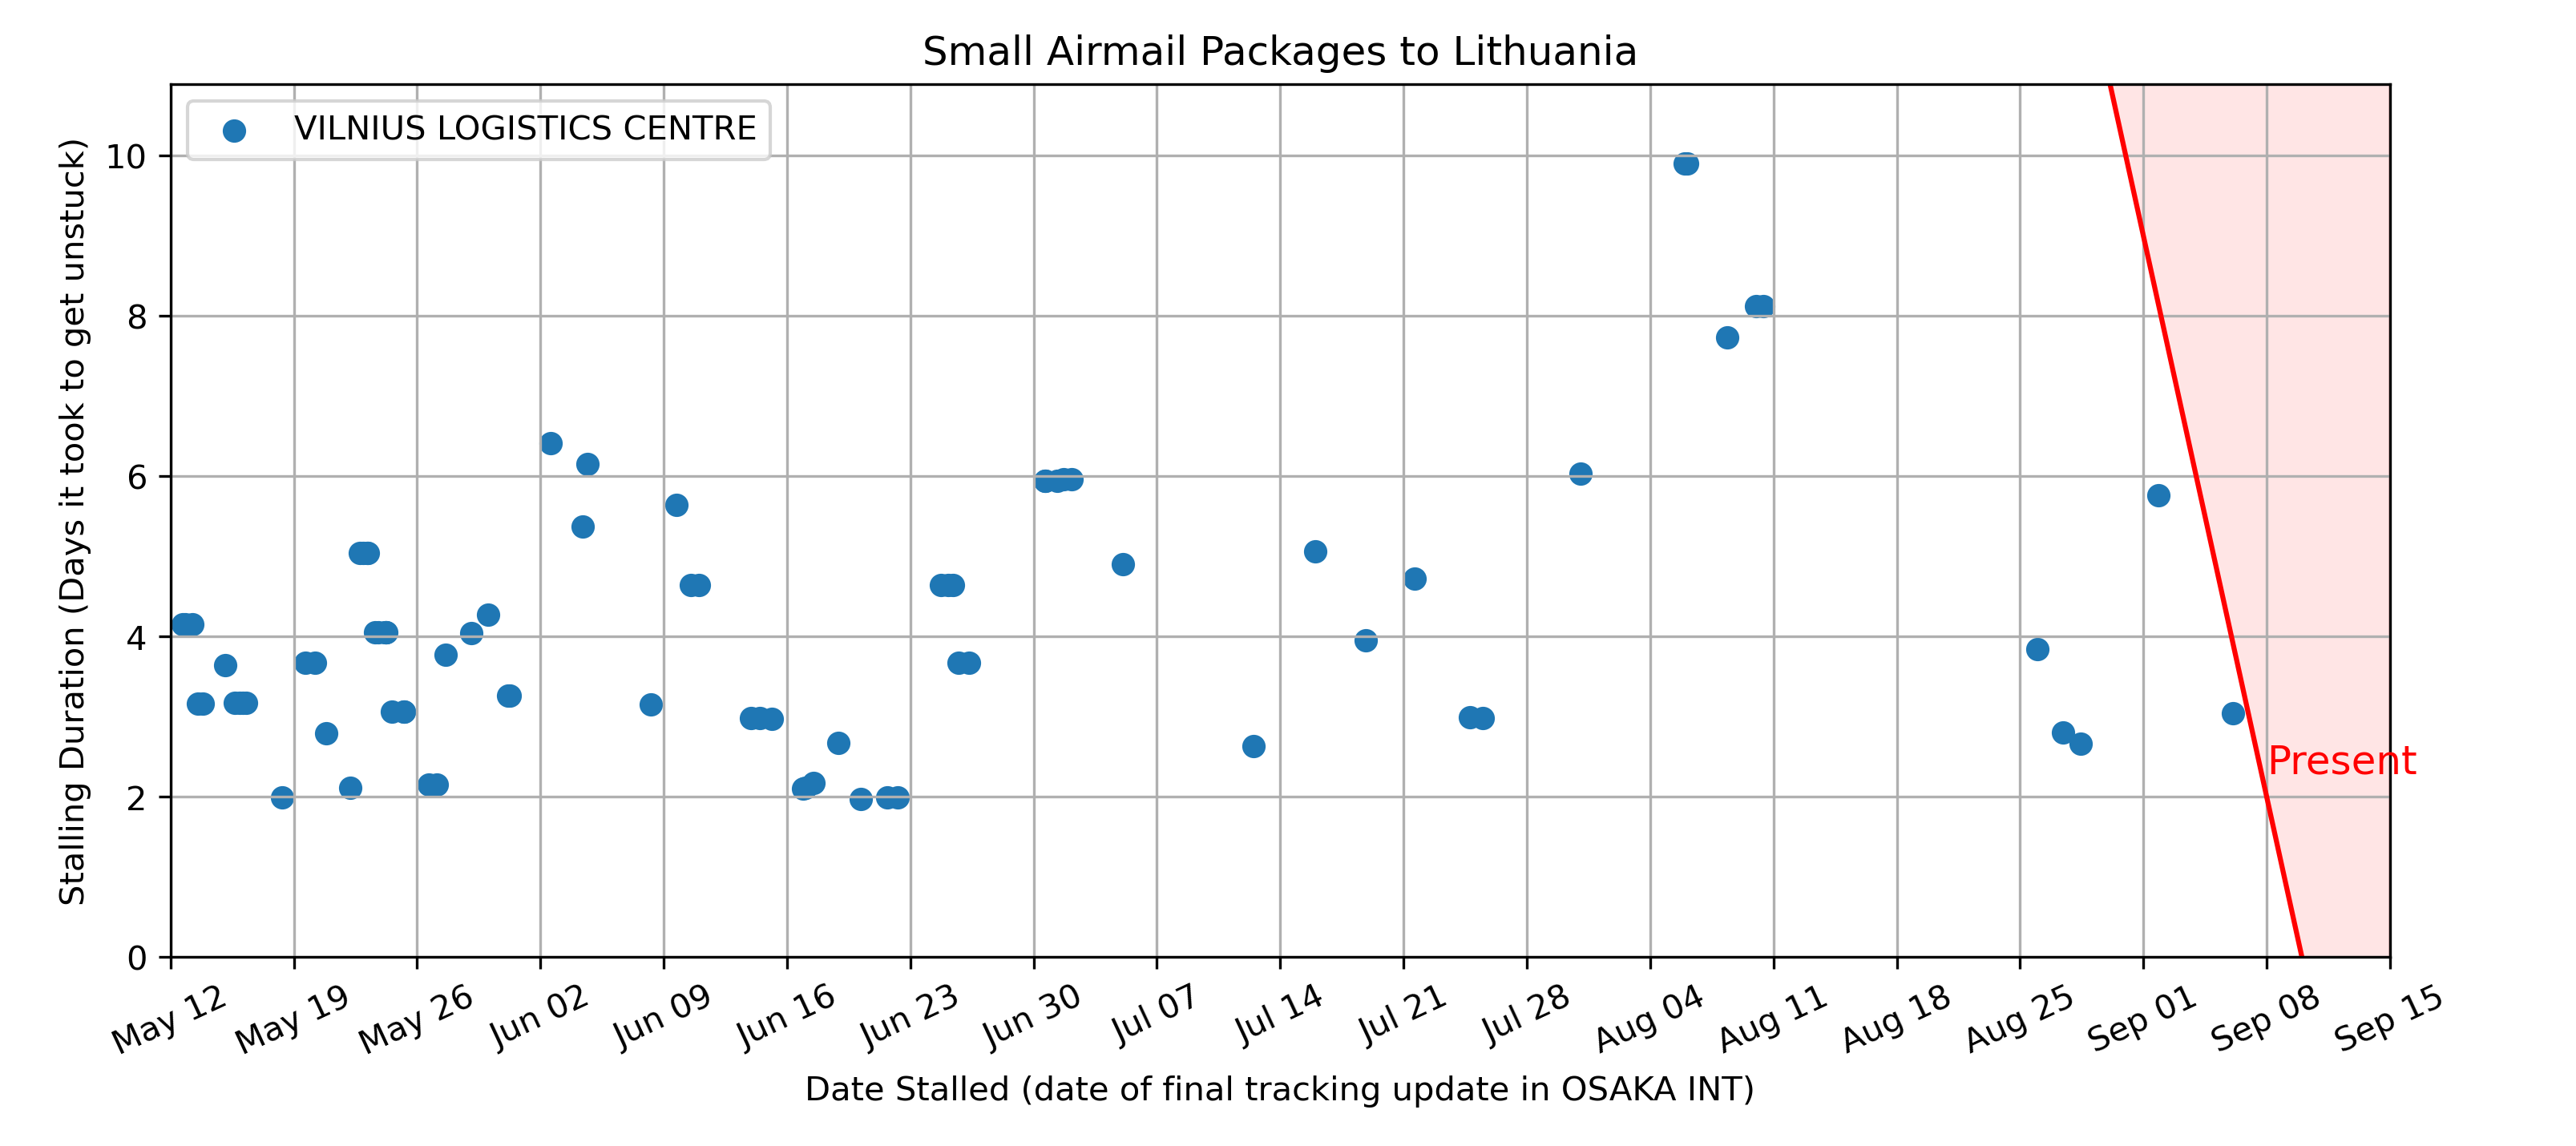 Small Airmail Packages to Lithuania
VILNIUS LOGISTICS CENTRE
Stalling Duration (Days it took to get unstuck)
10
8
6
4
2
0
Present
May 12
May 19
May 26
Jun 02
Jun 09
Jun 16
Jun 23
Jun 30
Jul 07
Jul 14
Jul 21
Jul 28
Aug 04
Aug 11
Aug 18
Aug 25
Sep 01
Sep 08
Sep 15
Date Stalled (date of final tracking update in OSAKA INT)